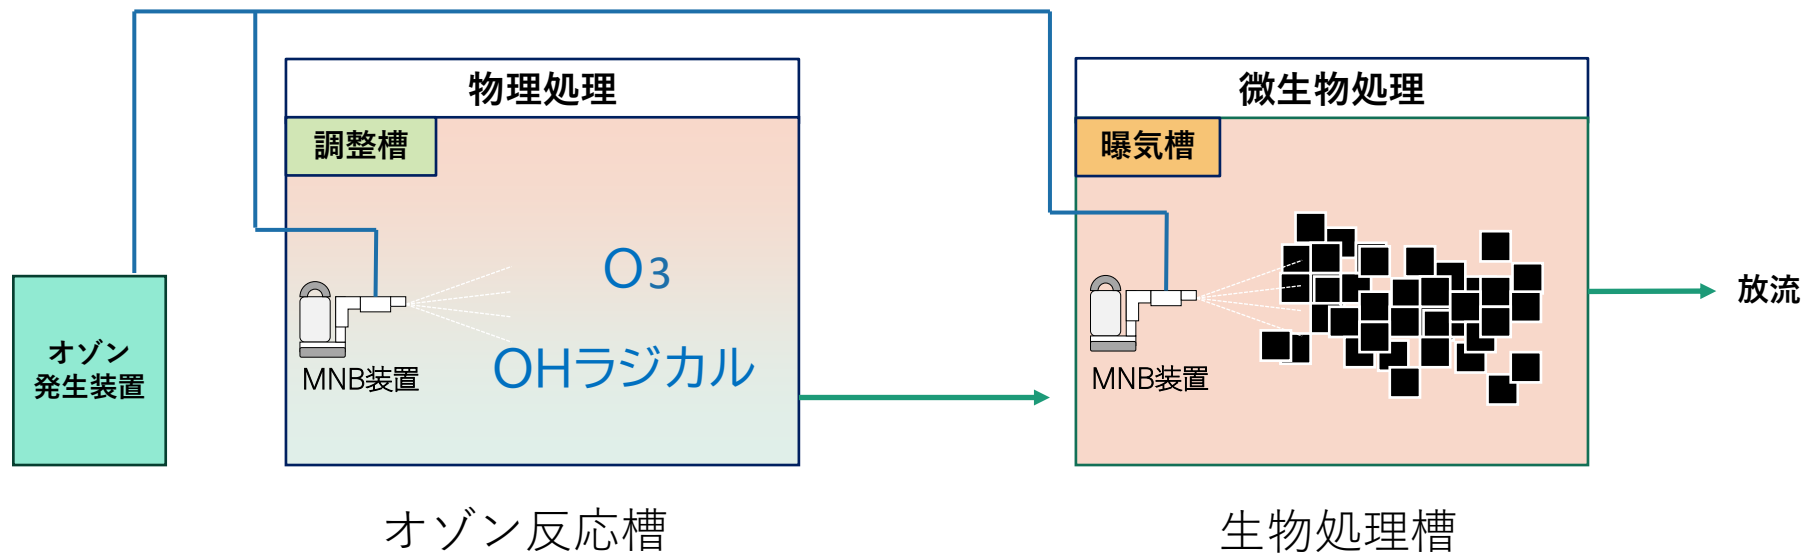 物理処理
微生物処理
調整槽
曝気槽
O3
OHラジカル
MNB装置
MNB装置
オゾン
発生装置
放流
オゾン反応槽
生物処理槽